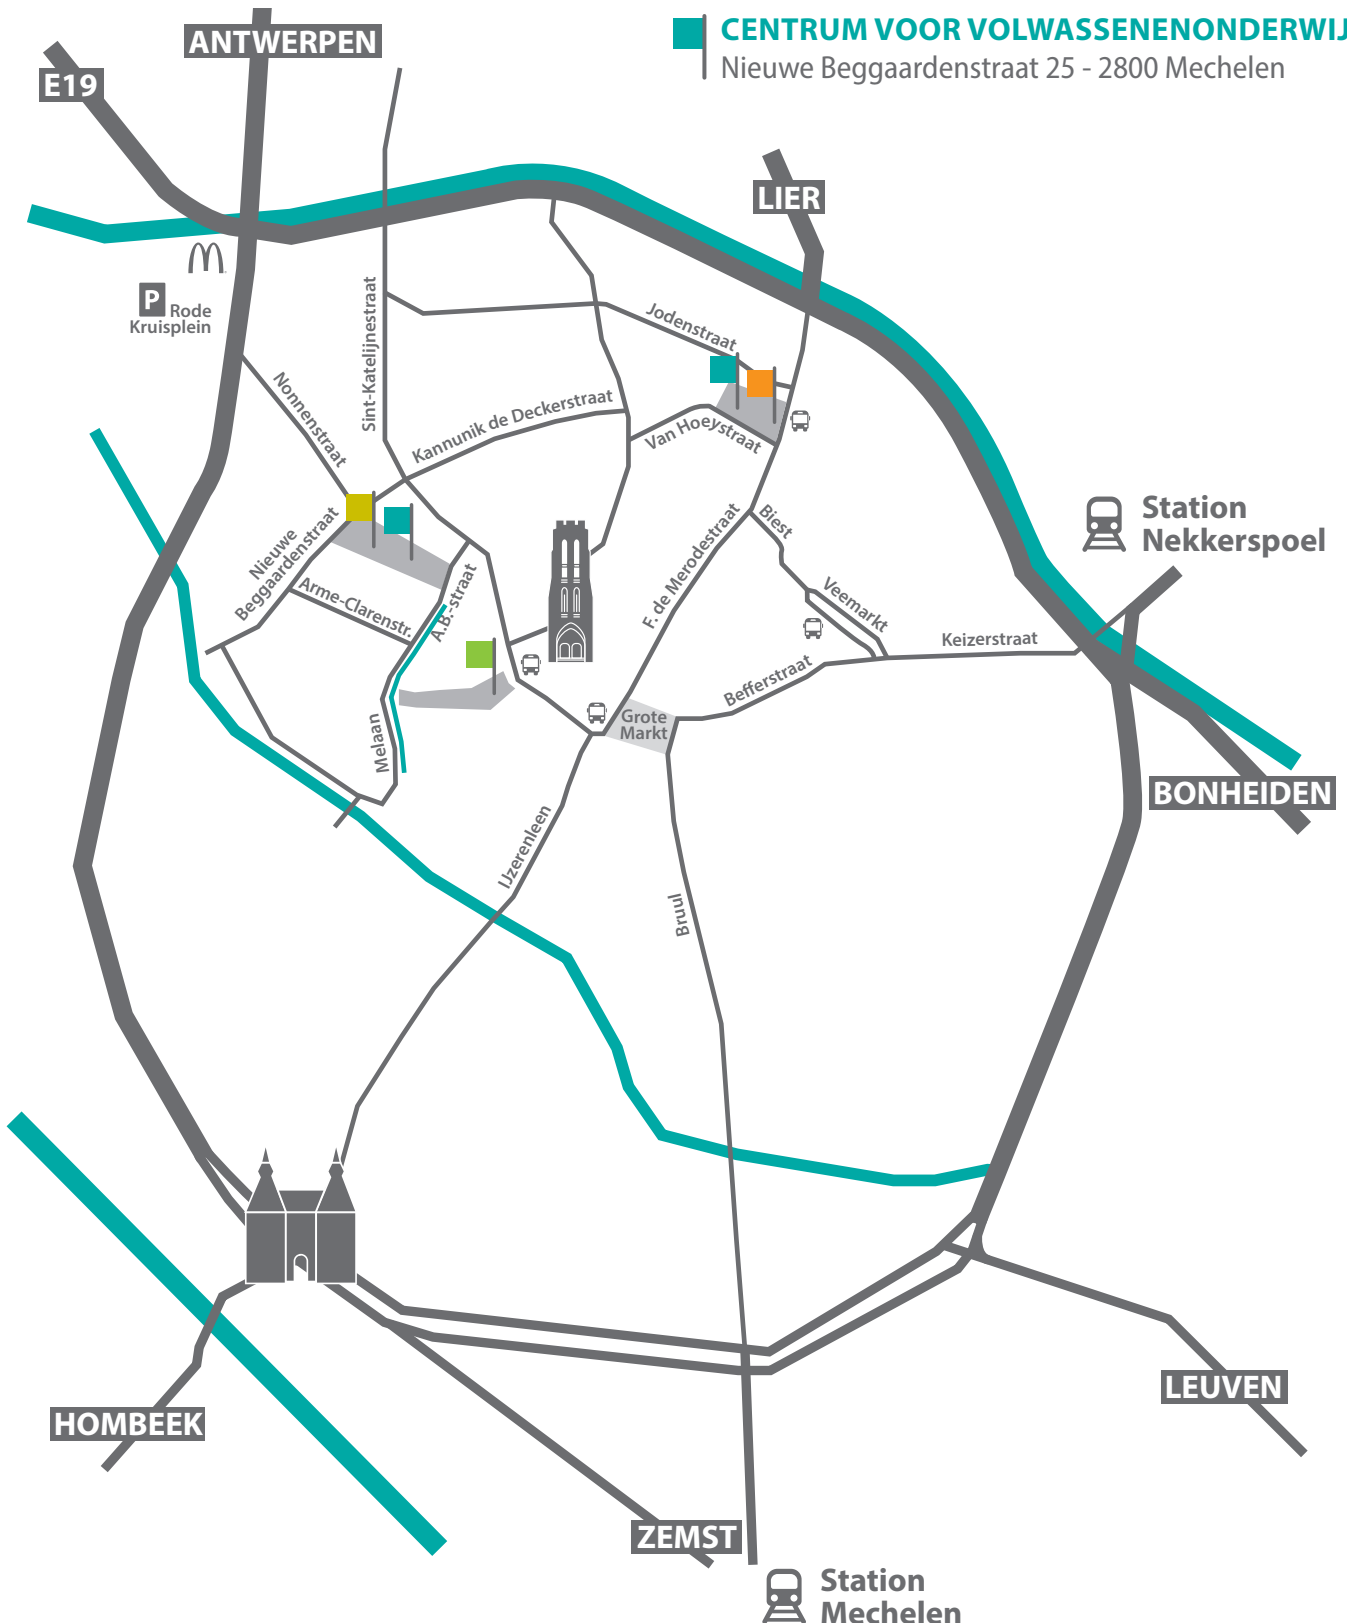 ANTWERPEN
E19
CENTRUM VOOR VOLWASSENENONDERWIJ
Nieuwe Beggaardenstraat 25 - 2800 Mechelen
LIER
P Rode
Kruisplein
Sint-Katelijnestraat
Jodenstraat
Nonnenstraat
Kannunik de Deckerstraat
Van Hoeystraat
Nieuwe
Beggaardenstraat
Arme-Clarenstr.
A.B.-straat
F. de Merodestraat
Biest
Veemarkt
Station
Nekkerspoel
Keizerstraat
Befferstraat
Grote
Markt
Melaan
BONHEIDEN
IJzerenleen
Bruul
HOMBEEK
LEUVEN
ZEMST
Station
Mechelen